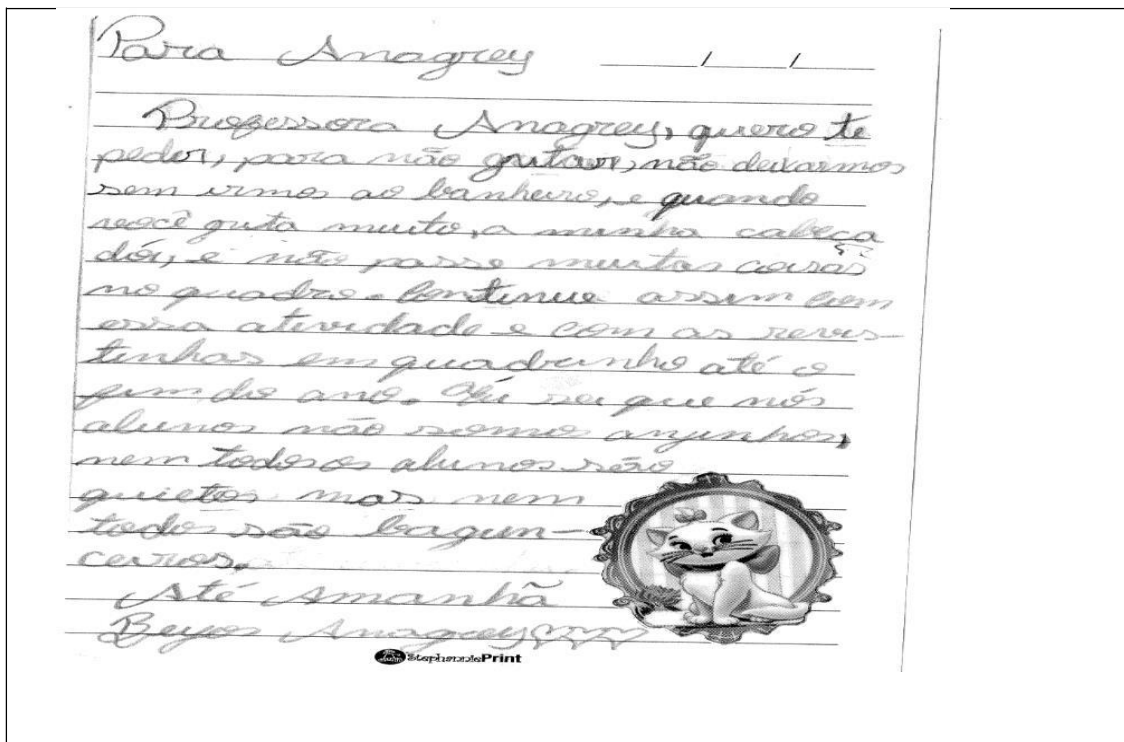 Para Anagrey / /
Professora Anagrey, quero te
pedir, para não gritar, não deixarmos
sem irmos ao banheiro, e quando
você grita muito, a minha cabeça
dói, e não passe muitas coisas
no quadro. Continue assim com
essa atividade e com as revis-
tinhas em quadrinho até o
fim do ano. Eu sei que nós
alunos não somo anjinhos,
nem todos os alunos são
quietos mas nem
todos são bagun-
ceiros.
Até Amanhã
Beijos Anagrey
StephanniePrint